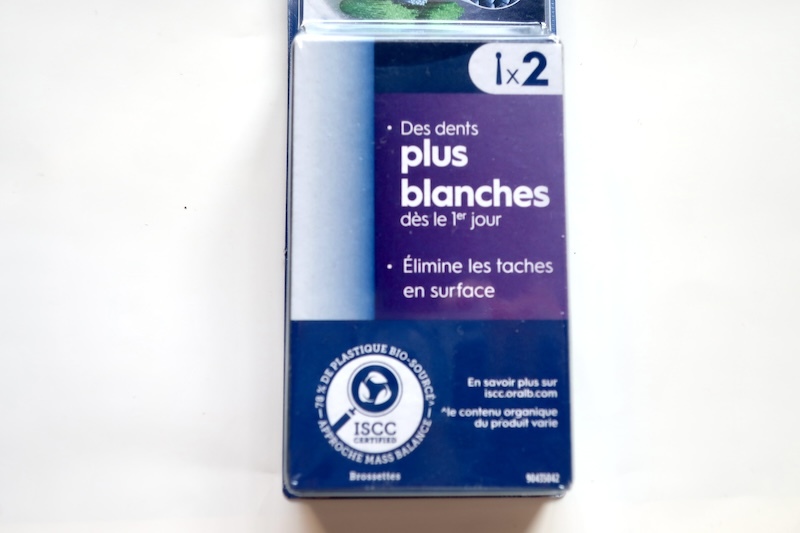 x2
• Des dents
plus
blanches
dès le 1er jour
• Élimine les taches
en surface
78 % DE PLASTIQUE BIO-SOURCÉ^
ISCC
CERTIFIED
APPROCHE MASS BALANCE
Brossettes
En savoir plus sur
iscc.oralb.com
^le contenu organique
du produit varie
90435042